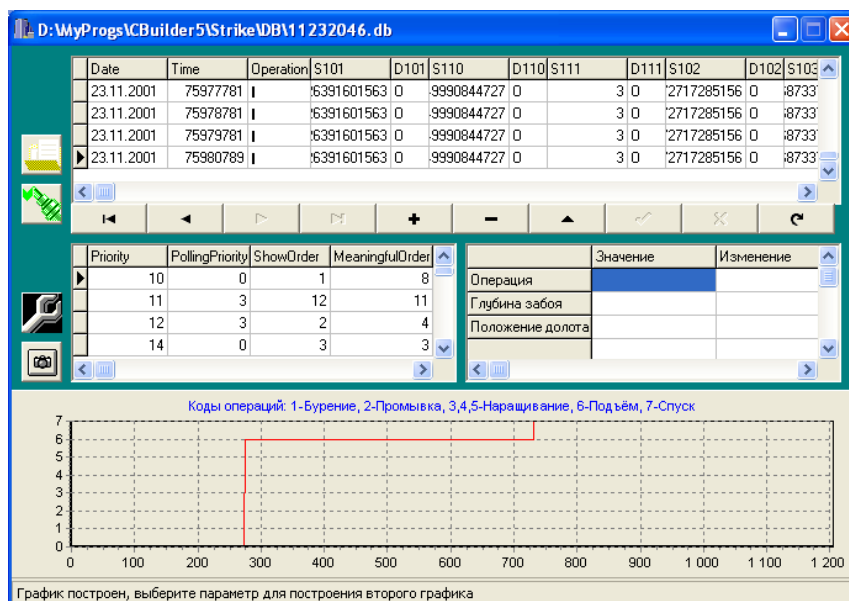 D:\MyProgs\CBuilder5\Strike\DB\11232046.db
Date Time Operation S101 D101 S110 D110 S111 D111 S102 D102 S103
23.11.2001 75977781 I 26391601563 0 -9990844727 0 3 0 2717285156 0
23.11.2001 75978781 I 26391601563 0 -9990844727 0 3 0 2717285156 0
23.11.2001 75979781 I 26391601563 0 -9990844727 0 3 0 2717285156 0
23.11.2001 75980789 I 26391601563 0 -9990844727 0 3 0 2717285156 0
Priority PollingPriority ShowOrder MeaningfulOrder
10 0 1 8
11 3 12 11
12 3 2 4
14 0 3 3
Значение Изменение
Операция
Глубина забоя
Положение долота
Коды операций: 1-Бурение, 2-Промывка, 3,4,5-Наращивание, 6-Подъём, 7-Спуск
7
6
5
4
3
2
1
0
0 100 200 300 400 500 600 700 800 900 1 000 1 100 1 200
График построен, выберите параметр для построения второго графика